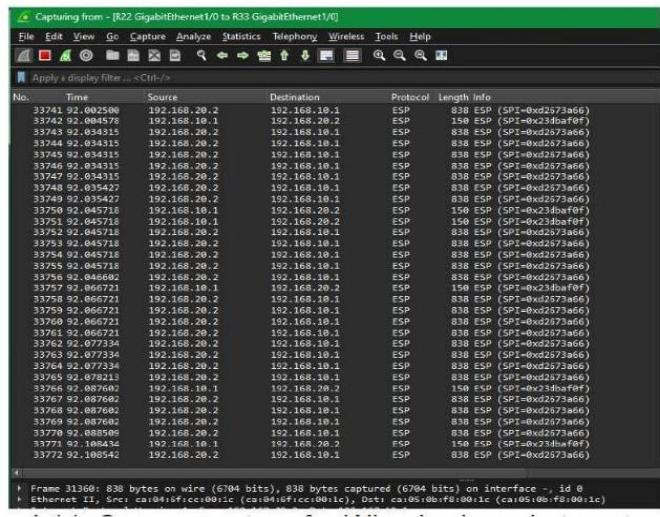 Capturing from - [R22 GigabitEthernet1/0 to R33 GigabitEthernet1/0]
File Edit View Go Capture Analyze Statistics Telephony Wireless Tools Help
Apply a display filter ... <Ctrl-/>
No. Time Source Destination Protocol Length Info
33741 92.002500 192.168.20.2 192.168.10.1 ESP 838 ESP (SPI=0xd2673a66)
33742 92.004578 192.168.10.1 192.168.20.2 ESP 150 ESP (SPI=0x23dbaf0f)
33743 92.034315 192.168.20.2 192.168.10.1 ESP 838 ESP (SPI=0xd2673a66)
33744 92.034315 192.168.20.2 192.168.10.1 ESP 838 ESP (SPI=0xd2673a66)
33745 92.034315 192.168.20.2 192.168.10.1 ESP 838 ESP (SPI=0xd2673a66)
33746 92.034315 192.168.20.2 192.168.10.1 ESP 838 ESP (SPI=0xd2673a66)
33747 92.034315 192.168.20.2 192.168.10.1 ESP 838 ESP (SPI=0xd2673a66)
33748 92.035427 192.168.20.2 192.168.10.1 ESP 838 ESP (SPI=0xd2673a66)
33749 92.035427 192.168.20.2 192.168.10.1 ESP 838 ESP (SPI=0xd2673a66)
33750 92.045718 192.168.10.1 192.168.20.2 ESP 150 ESP (SPI=0x23dbaf0f)
33751 92.045718 192.168.10.1 192.168.20.2 ESP 150 ESP (SPI=0x23dbaf0f)
33752 92.045718 192.168.20.2 192.168.10.1 ESP 838 ESP (SPI=0xd2673a66)
33753 92.045718 192.168.20.2 192.168.10.1 ESP 838 ESP (SPI=0xd2673a66)
33754 92.045718 192.168.20.2 192.168.10.1 ESP 838 ESP (SPI=0xd2673a66)
33755 92.045718 192.168.20.2 192.168.10.1 ESP 838 ESP (SPI=0xd2673a66)
33756 92.046602 192.168.20.2 192.168.10.1 ESP 838 ESP (SPI=0xd2673a66)
33757 92.066721 192.168.10.1 192.168.20.2 ESP 150 ESP (SPI=0x23dbaf0f)
33758 92.066721 192.168.20.2 192.168.10.1 ESP 838 ESP (SPI=0xd2673a66)
33759 92.066721 192.168.20.2 192.168.10.1 ESP 838 ESP (SPI=0xd2673a66)
33760 92.066721 192.168.20.2 192.168.10.1 ESP 838 ESP (SPI=0xd2673a66)
33761 92.066721 192.168.20.2 192.168.10.1 ESP 838 ESP (SPI=0xd2673a66)
33762 92.077334 192.168.20.2 192.168.10.1 ESP 838 ESP (SPI=0xd2673a66)
33763 92.077334 192.168.20.2 192.168.10.1 ESP 838 ESP (SPI=0xd2673a66)
33764 92.077334 192.168.20.2 192.168.10.1 ESP 838 ESP (SPI=0xd2673a66)
33765 92.078213 192.168.20.2 192.168.10.1 ESP 838 ESP (SPI=0xd2673a66)
33766 92.087602 192.168.10.1 192.168.20.2 ESP 150 ESP (SPI=0x23dbaf0f)
33767 92.087602 192.168.20.2 192.168.10.1 ESP 838 ESP (SPI=0xd2673a66)
33768 92.087602 192.168.20.2 192.168.10.1 ESP 838 ESP (SPI=0xd2673a66)
33769 92.087602 192.168.20.2 192.168.10.1 ESP 838 ESP (SPI=0xd2673a66)
33770 92.088509 192.168.20.2 192.168.10.1 ESP 838 ESP (SPI=0xd2673a66)
33771 92.108434 192.168.10.1 192.168.20.2 ESP 150 ESP (SPI=0x23dbaf0f)
33772 92.108542 192.168.20.2 192.168.10.1 ESP 838 ESP (SPI=0xd2673a66)
Frame 31360: 838 bytes on wire (6704 bits), 838 bytes captured (6704 bits) on interface -, id 0
Ethernet II, Src: ca:04:6f:cc:00:1c (ca:04:6f:cc:00:1c), Dst: ca:05:0b:f8:00:1c (ca:05:0b:f8:00:1c)